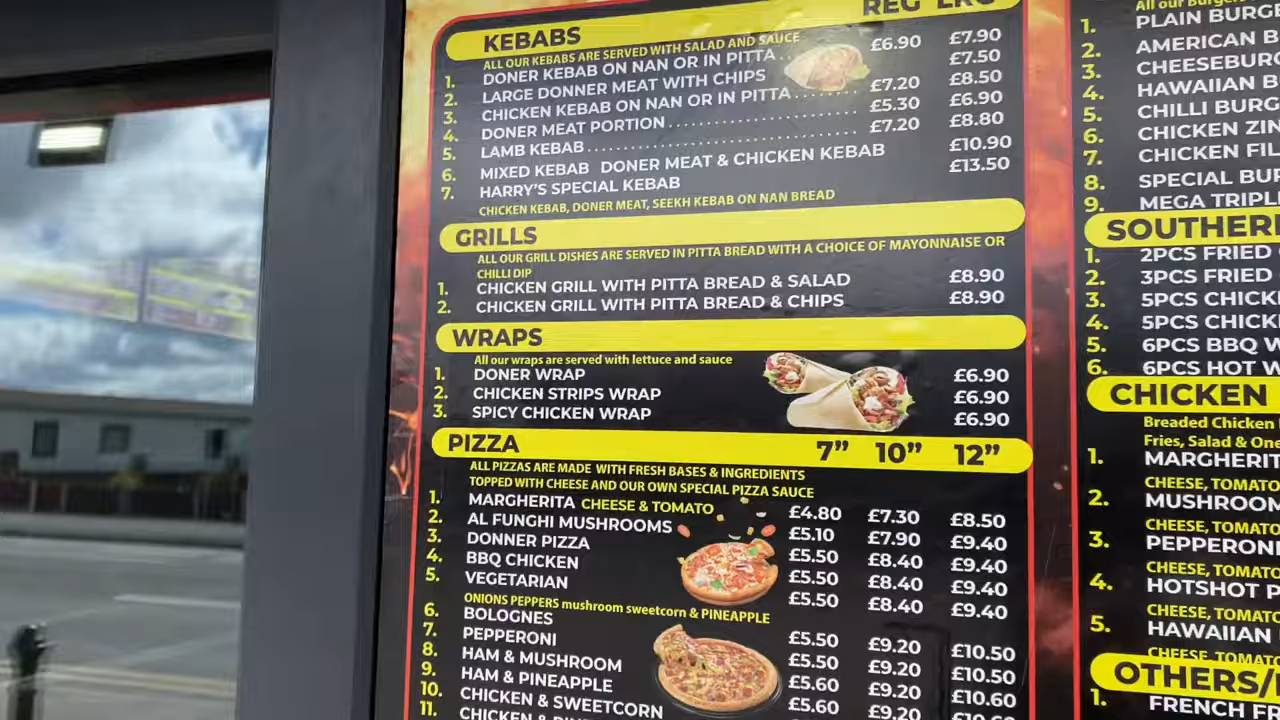 REG LRG
KEBABS
ALL OUR KEBABS ARE SERVED WITH SALAD AND SAUCE
1. DONER KEBAB ON NAN OR IN PITTA .. £6.90 £7.90
2. LARGE DONNER MEAT WITH CHIPS £7.50
3. CHICKEN KEBAB ON NAN OR IN PITTA....... £7.20 £8.50
4. DONER MEAT PORTION ........................ £5.30 £6.90
5. LAMB KEBAB.................................. £7.20 £8.80
6. MIXED KEBAB DONER MEAT & CHICKEN KEBAB £10.90
7. HARRY'S SPECIAL KEBAB £13.50
CHICKEN KEBAB, DONER MEAT, SEEKH KEBAB ON NAN BREAD
GRILLS
ALL OUR GRILL DISHES ARE SERVED IN PITTA BREAD WITH A CHOICE OF MAYONNAISE OR
CHILLI DIP
1. CHICKEN GRILL WITH PITTA BREAD & SALAD £8.90
2. CHICKEN GRILL WITH PITTA BREAD & CHIPS £8.90
WRAPS
All our wraps are served with lettuce and sauce
1. DONER WRAP £6.90
2. CHICKEN STRIPS WRAP £6.90
3. SPICY CHICKEN WRAP £6.90
PIZZA 7” 10” 12”
ALL PIZZAS ARE MADE WITH FRESH BASES & INGREDIENTS
TOPPED WITH CHEESE AND OUR OWN SPECIAL PIZZA SAUCE
1. MARGHERITA CHEESE & TOMATO £4.80 £7.30 £8.50
2. AL FUNGHI MUSHROOMS £5.10 £7.90 £9.40
3. DONNER PIZZA £5.50 £8.40 £9.40
4. BBQ CHICKEN £5.50 £8.40 £9.40
5. VEGETARIAN £5.50 £8.40 £9.40
ONIONS PEPPERS mushroom sweetcorn & PINEAPPLE
6. BOLOGNES £5.50 £9.20 £10.50
7. PEPPERONI £5.50 £9.20 £10.50
8. HAM & MUSHROOM £5.60 £9.20 £10.60
9. HAM & PINEAPPLE £5.60 £9.20 £10.60
10. CHICKEN & SWEETCORN
11. CHICKEN &
All our Burgers
1. PLAIN BURGE
2. AMERICAN B
3. CHEESEBURG
4. HAWAIIAN B
5. CHILLI BURG
6. CHICKEN ZIN
7. CHICKEN FIL
8. SPECIAL BUR
9. MEGA TRIPL
SOUTHERN
1. 2PCS FRIED
2. 3PCS FRIED
3. 5PCS CHICK
4. 5PCS CHICK
5. 6PCS BBQ W
6. 6PCS HOT W
CHICKEN
Breaded Chicken
Fries, Salad & One
1. MARGHERIT
CHEESE, TOMATO
2. MUSHROOM
CHEESE, TOMATO
3. PEPPERONI
CHEESE, TOMATO
4. HOTSHOT P
CHEESE, TOMATO
5. HAWAIIAN
CHEESE, TOMATO
OTHERS/
1. FRENCH FR